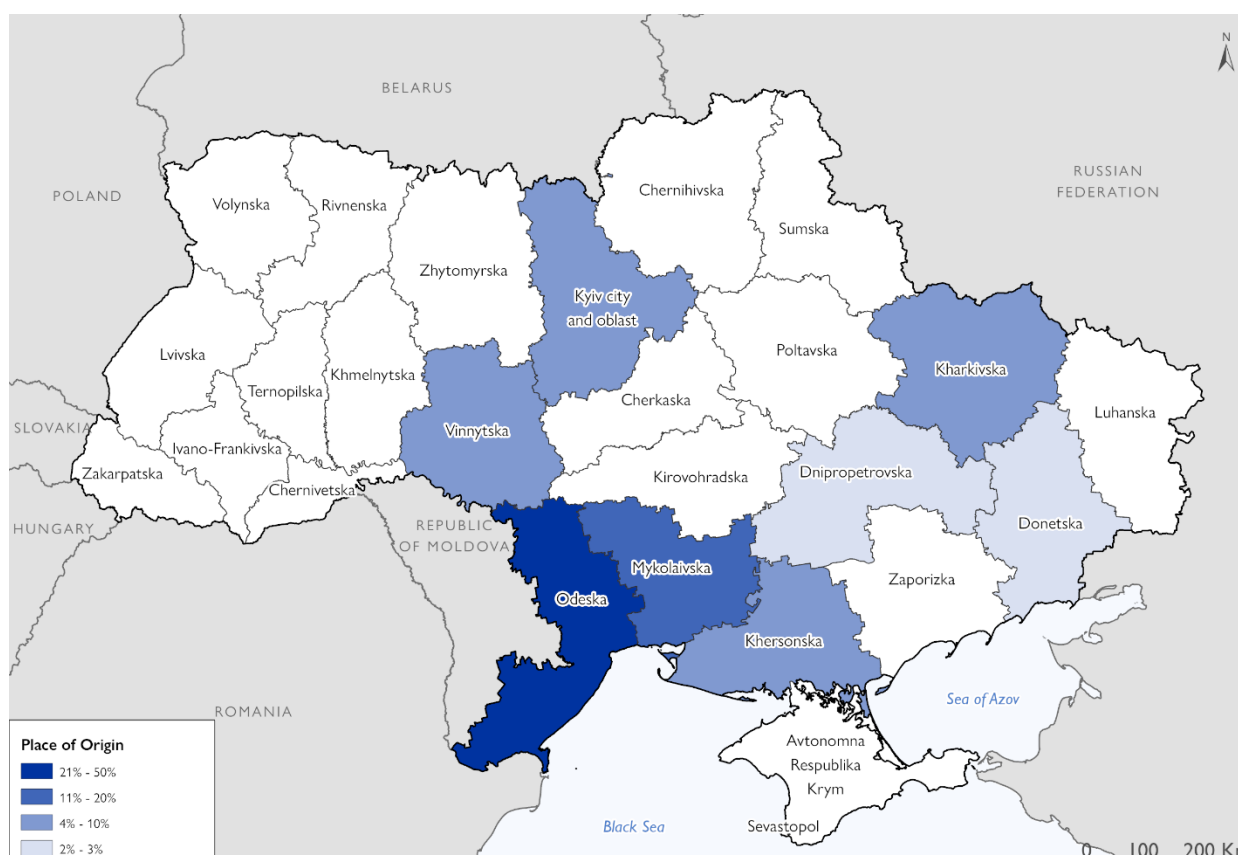 N
BELARUS
RUSSIAN
FEDERATION
POLAND
Volynska
Rivnenska
Chernihivska
Sumska
Zhytomyrska
Kyiv city
and oblast
Lvivska
Ternopilska
Khmelnytska
Poltavska
Kharkivska
Cherkaska
Luhanska
SLOVAKIA
Vinnytska
Ivano-Frankivska
Zakarpatska
Chernivetska
Kirovohradska
Dnipropetrovska
Donetska
HUNGARY
REPUBLIC
OF MOLDOVA
Mykolaivska
Odeska
Zaporizka
Khersonska
ROMANIA
Sea of Azov
Avtonomna
Respublika
Krym
Sevastopol
Black Sea
Place of Origin
21% - 50%
11% - 20%
4% - 10%
2% - 3%
0 100 200 K